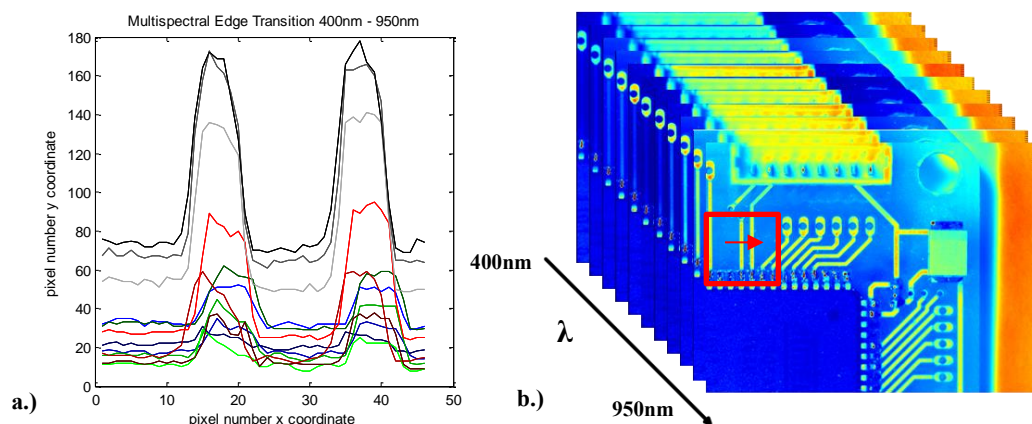 Multispectral Edge Transition 400nm - 950nm
180
160
140
120
100
80
60
40
20
0
pixel number y coordinate
0
10
20
30
40
50
pixel number x coordinate
a.)
400nm
λ
950nm
b.)